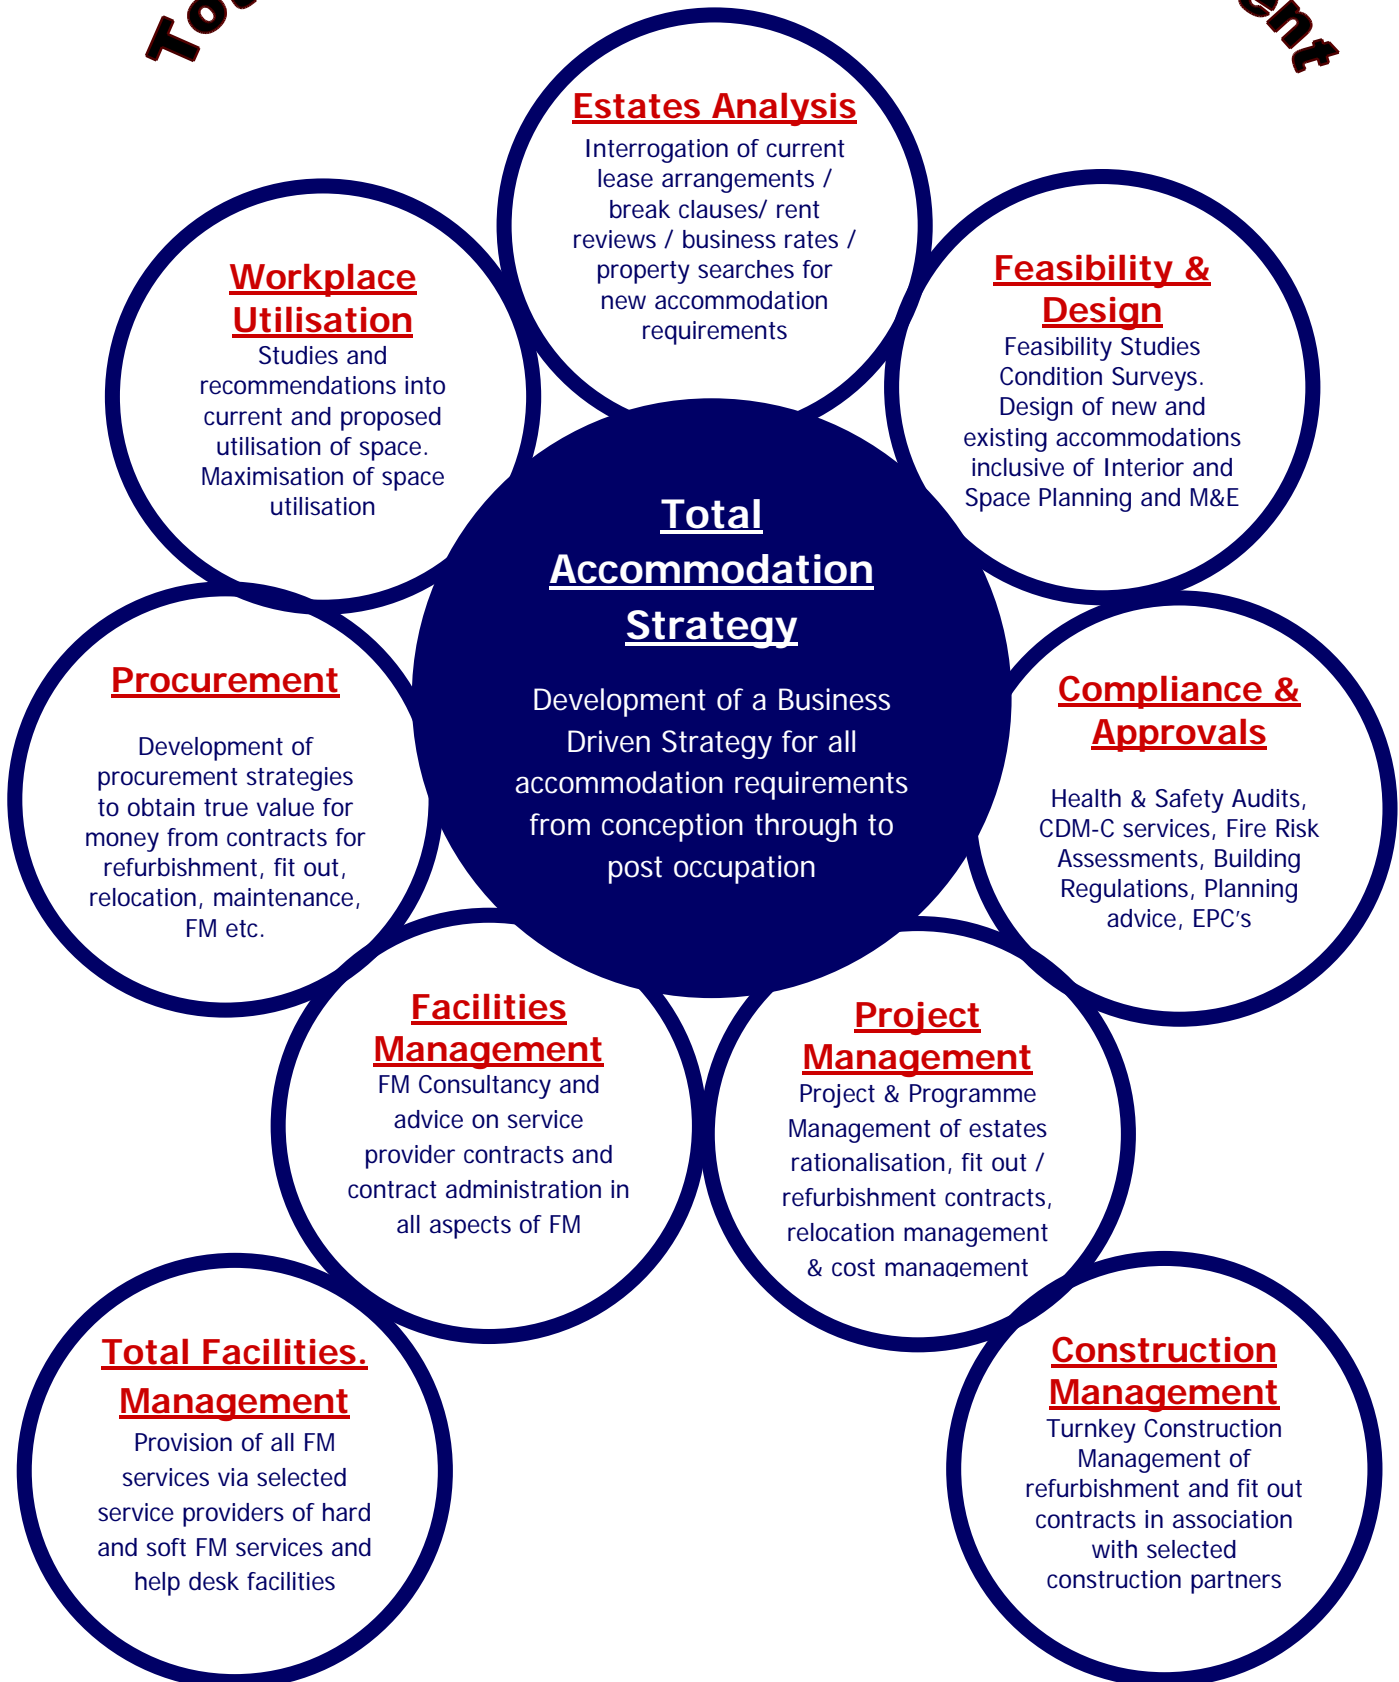 Estates Analysis
Interrogation of current
lease arrangements /
break clauses/ rent
reviews / business rates /
property searches for
new accommodation
requirements
Workplace
Utilisation
Studies and
recommendations into
current and proposed
utilisation of space.
Maximisation of space
utilisation
Feasibility &
Design
Feasibility Studies
Condition Surveys.
Design of new and
existing accommodations
inclusive of Interior and
Space Planning and M&E
Total
Accommodation
Strategy
Development of a Business
Driven Strategy for all
accommodation requirements
from conception through to
post occupation
Procurement
Development of
procurement strategies
to obtain true value for
money from contracts for
refurbishment, fit out,
relocation, maintenance,
FM etc.
Compliance &
Approvals
Health & Safety Audits,
CDM-C services, Fire Risk
Assessments, Building
Regulations, Planning
advice, EPC’s
Facilities
Management
FM Consultancy and
advice on service
provider contracts and
contract administration in
all aspects of FM
Project
Management
Project & Programme
Management of estates
rationalisation, fit out /
refurbishment contracts,
relocation management
& cost management
Total Facilities.
Management
Provision of all FM
services via selected
service providers of hard
and soft FM services and
help desk facilities
Construction
Management
Turnkey Construction
Management of
refurbishment and fit out
contracts in association
with selected
construction partners